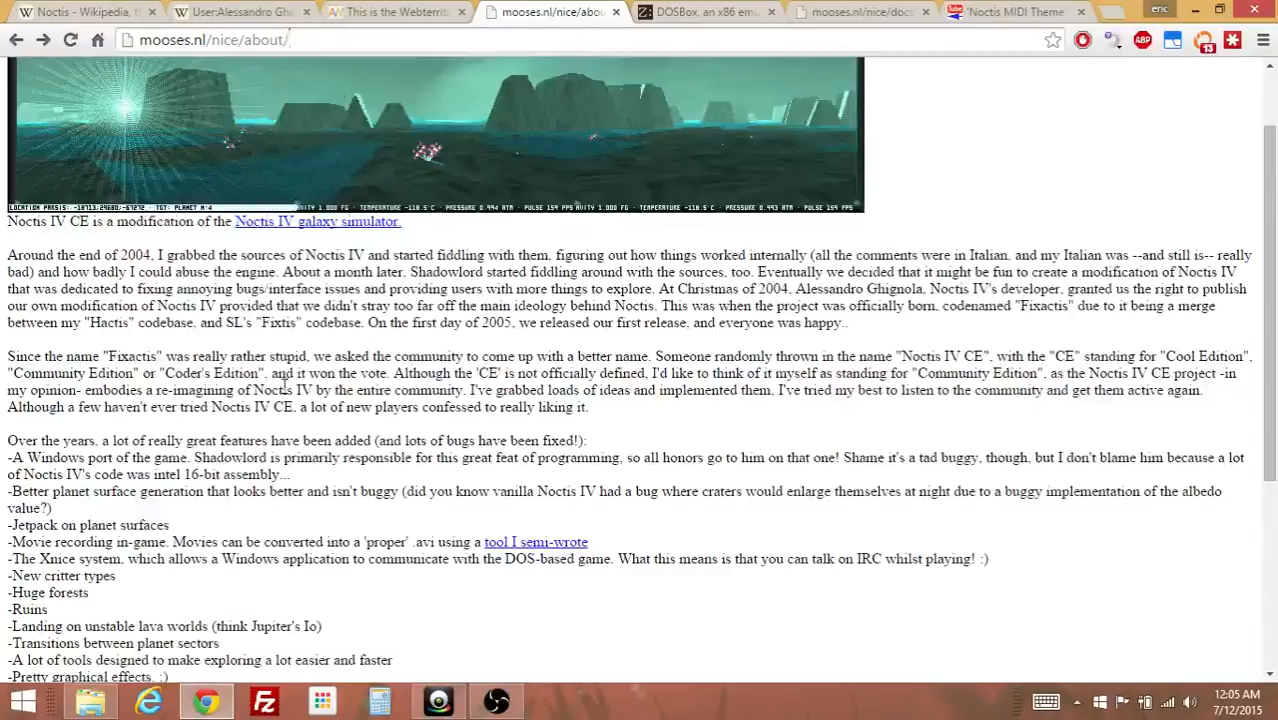 Noctis - Wikipedia, th
User:Alessandro Ghi
This is the Webterrit
mooses.nl/nice/abou
DOSBox, an x86 emu
mooses.nl/nice/docs
'Noctis MIDI Theme'
eric
mooses.nl/nice/about/
ABP
13
Noctis IV CE is a modification of the Noctis IV galaxy simulator.
Around the end of 2004, I grabbed the sources of Noctis IV and started fiddling with them, figuring out how things worked internally (all the comments were in Italian, and my Italian was --and still is-- really
bad) and how badly I could abuse the engine. About a month later, Shadowlord started fiddling around with the sources, too. Eventually we decided that it might be fun to create a modification of Noctis IV
that was dedicated to fixing annoying bugs/interface issues and providing users with more things to explore. At Christmas of 2004, Alessandro Ghignola, Noctis IV's developer, granted us the right to publish
our own modification of Noctis IV provided that we didn't stray too far off the main ideology behind Noctis. This was when the project was officially born, codenamed "Fixactis" due to it being a merge
between my "Hactis" codebase, and SL's "Fixtis" codebase. On the first day of 2005, we released our first release, and everyone was happy..
Since the name "Fixactis" was really rather stupid, we asked the community to come up with a better name. Someone randomly thrown in the name "Noctis IV CE", with the "CE" standing for "Cool Edition",
"Community Edition" or "Coder's Edition", and it won the vote. Although the 'CE' is not officially defined, I'd like to think of it myself as standing for "Community Edition", as the Noctis IV CE project -in
my opinion- embodies a re-imagining of Noctis IV by the entire community. I've grabbed loads of ideas and implemented them, I've tried my best to listen to the community and get them active again.
Although a few haven't ever tried Noctis IV CE, a lot of new players confessed to really liking it.
Over the years, a lot of really great features have been added (and lots of bugs have been fixed!):
-A Windows port of the game. Shadowlord is primarily responsible for this great feat of programming, so all honors go to him on that one! Shame it's a tad buggy, though, but I don't blame him because a lot
of Noctis IV's code was intel 16-bit assembly...
-Better planet surface generation that looks better and isn't buggy (did you know vanilla Noctis IV had a bug where craters would enlarge themselves at night due to a buggy implementation of the albedo
value?)
-Jetpack on planet surfaces
-Movie recording in-game. Movies can be converted into a 'proper' .avi using a tool I semi-wrote
-The Xnice system, which allows a Windows application to communicate with the DOS-based game. What this means is that you can talk on IRC whilst playing! :)
-New critter types
-Huge forests
-Ruins
-Landing on unstable lava worlds (think Jupiter's Io)
-Transitions between planet sectors
-A lot of tools designed to make exploring a lot easier and faster
-Pretty graphical effects. :)
12:05 AM
7/12/2015